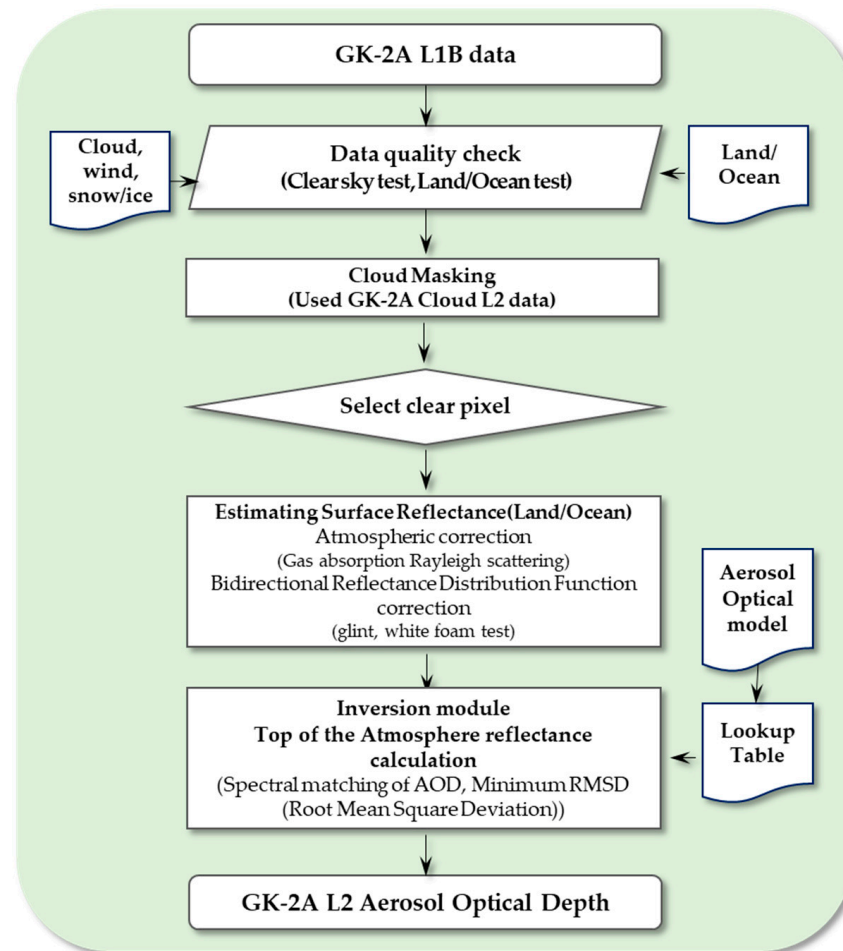 GK-2A L1B data
Cloud,
wind,
snow/ice
Data quality check
(Clear sky test, Land/Ocean test)
Land/
Ocean
Cloud Masking
(Used GK-2A Cloud L2 data)
Select clear pixel
Estimating Surface Reflectance(Land/Ocean)
Atmospheric correction
(Gas absorption Rayleigh scattering)
Bidirectional Reflectance Distribution Function
correction
(glint, white foam test)
Aerosol
Optical
model
Inversion module
Top of the Atmosphere reflectance
calculation
(Spectral matching of AOD, Minimum RMSD
(Root Mean Square Deviation))
Lookup
Table
GK-2A L2 Aerosol Optical Depth